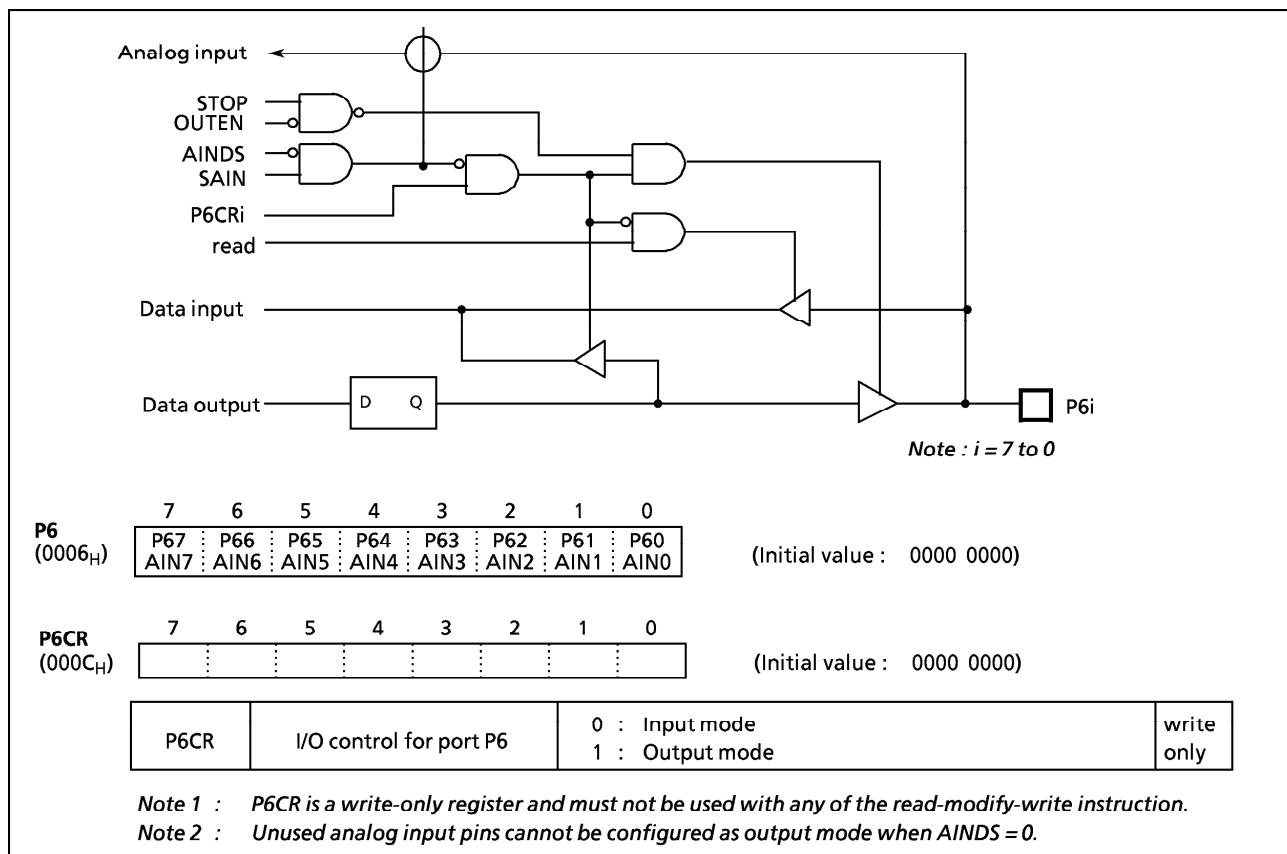 Analog input
STOP
OUTEN
AINDS
SAIN
P6CRi
read
Data input
Data output
D Q
P6i
Note : i = 7 to 0
7 6 5 4 3 2 1 0
P6
(0006H)
P67 P66 P65 P64 P63 P62 P61 P60
AIN7 AIN6 AIN5 AIN4 AIN3 AIN2 AIN1 AIN0
(Initial value : 0000 0000)
7 6 5 4 3 2 1 0
P6CR
(000CH)
(Initial value : 0000 0000)
P6CR I/O control for port P6
0 : Input mode
1 : Output mode
write
only
Note 1 : P6CR is a write-only register and must not be used with any of the read-modify-write instruction.
Note 2 : Unused analog input pins cannot be configured as output mode when AINDS = 0.